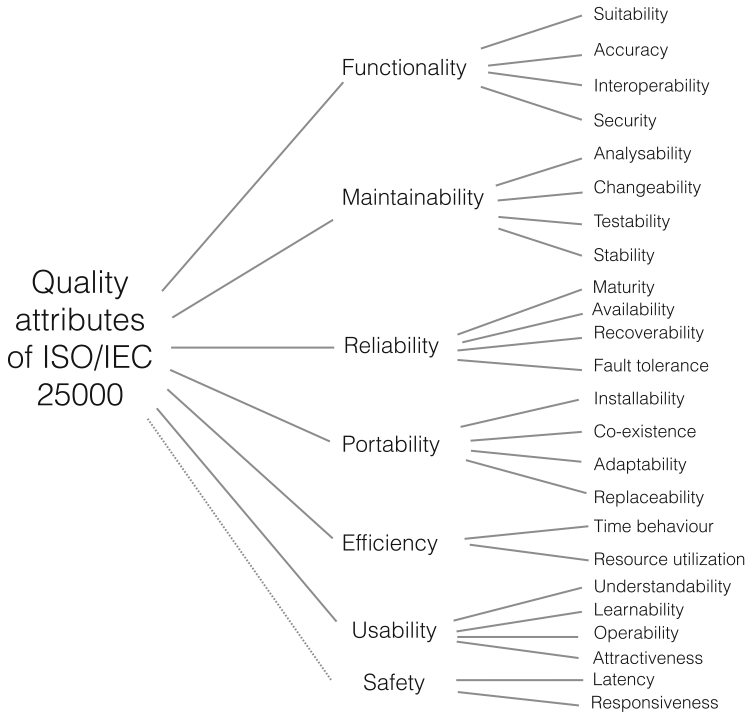 Quality
attributes
of ISO/IEC
25000
Functionality
Suitability
Accuracy
Interoperability
Security
Maintainability
Analysability
Changeability
Testability
Stability
Reliability
Maturity
Availability
Recoverability
Fault tolerance
Portability
Installability
Co-existence
Adaptability
Replaceability
Efficiency
Time behaviour
Resource utilization
Usability
Understandability
Learnability
Operability
Attractiveness
Safety
Latency
Responsiveness